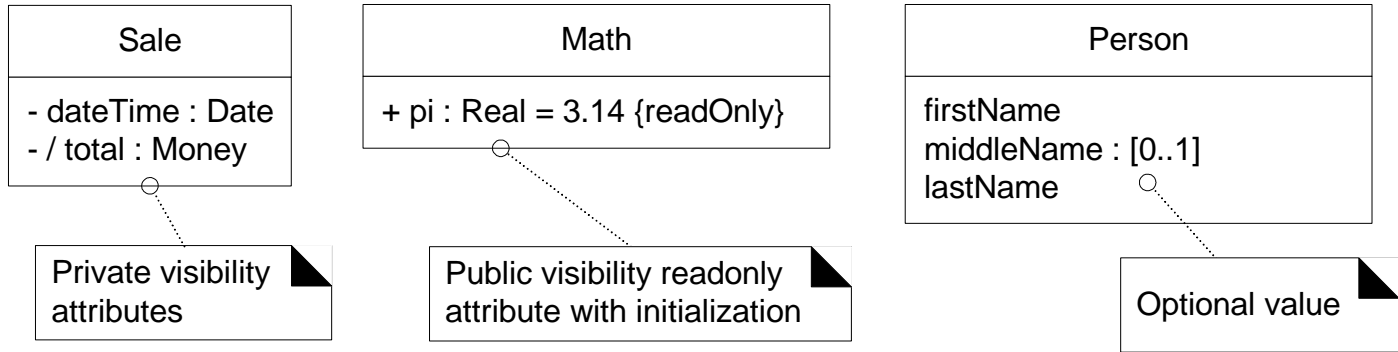 Sale
- dateTime : Date
- / total : Money
Private visibility
attributes
Math
+ pi : Real = 3.14 {readOnly}
Public visibility readonly
attribute with initialization
Person
firstName
middleName : [0..1]
lastName
Optional value